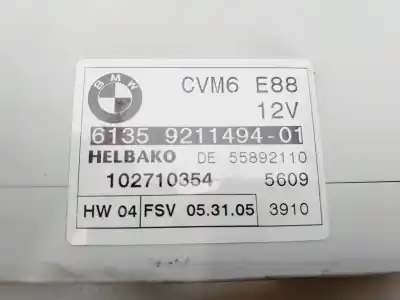 BMW
CVM6 E88
12V
6135 9211494-01
HELBAKO DE 55892110
102710354 5609
HW 04 FSV 05.31.05 3910